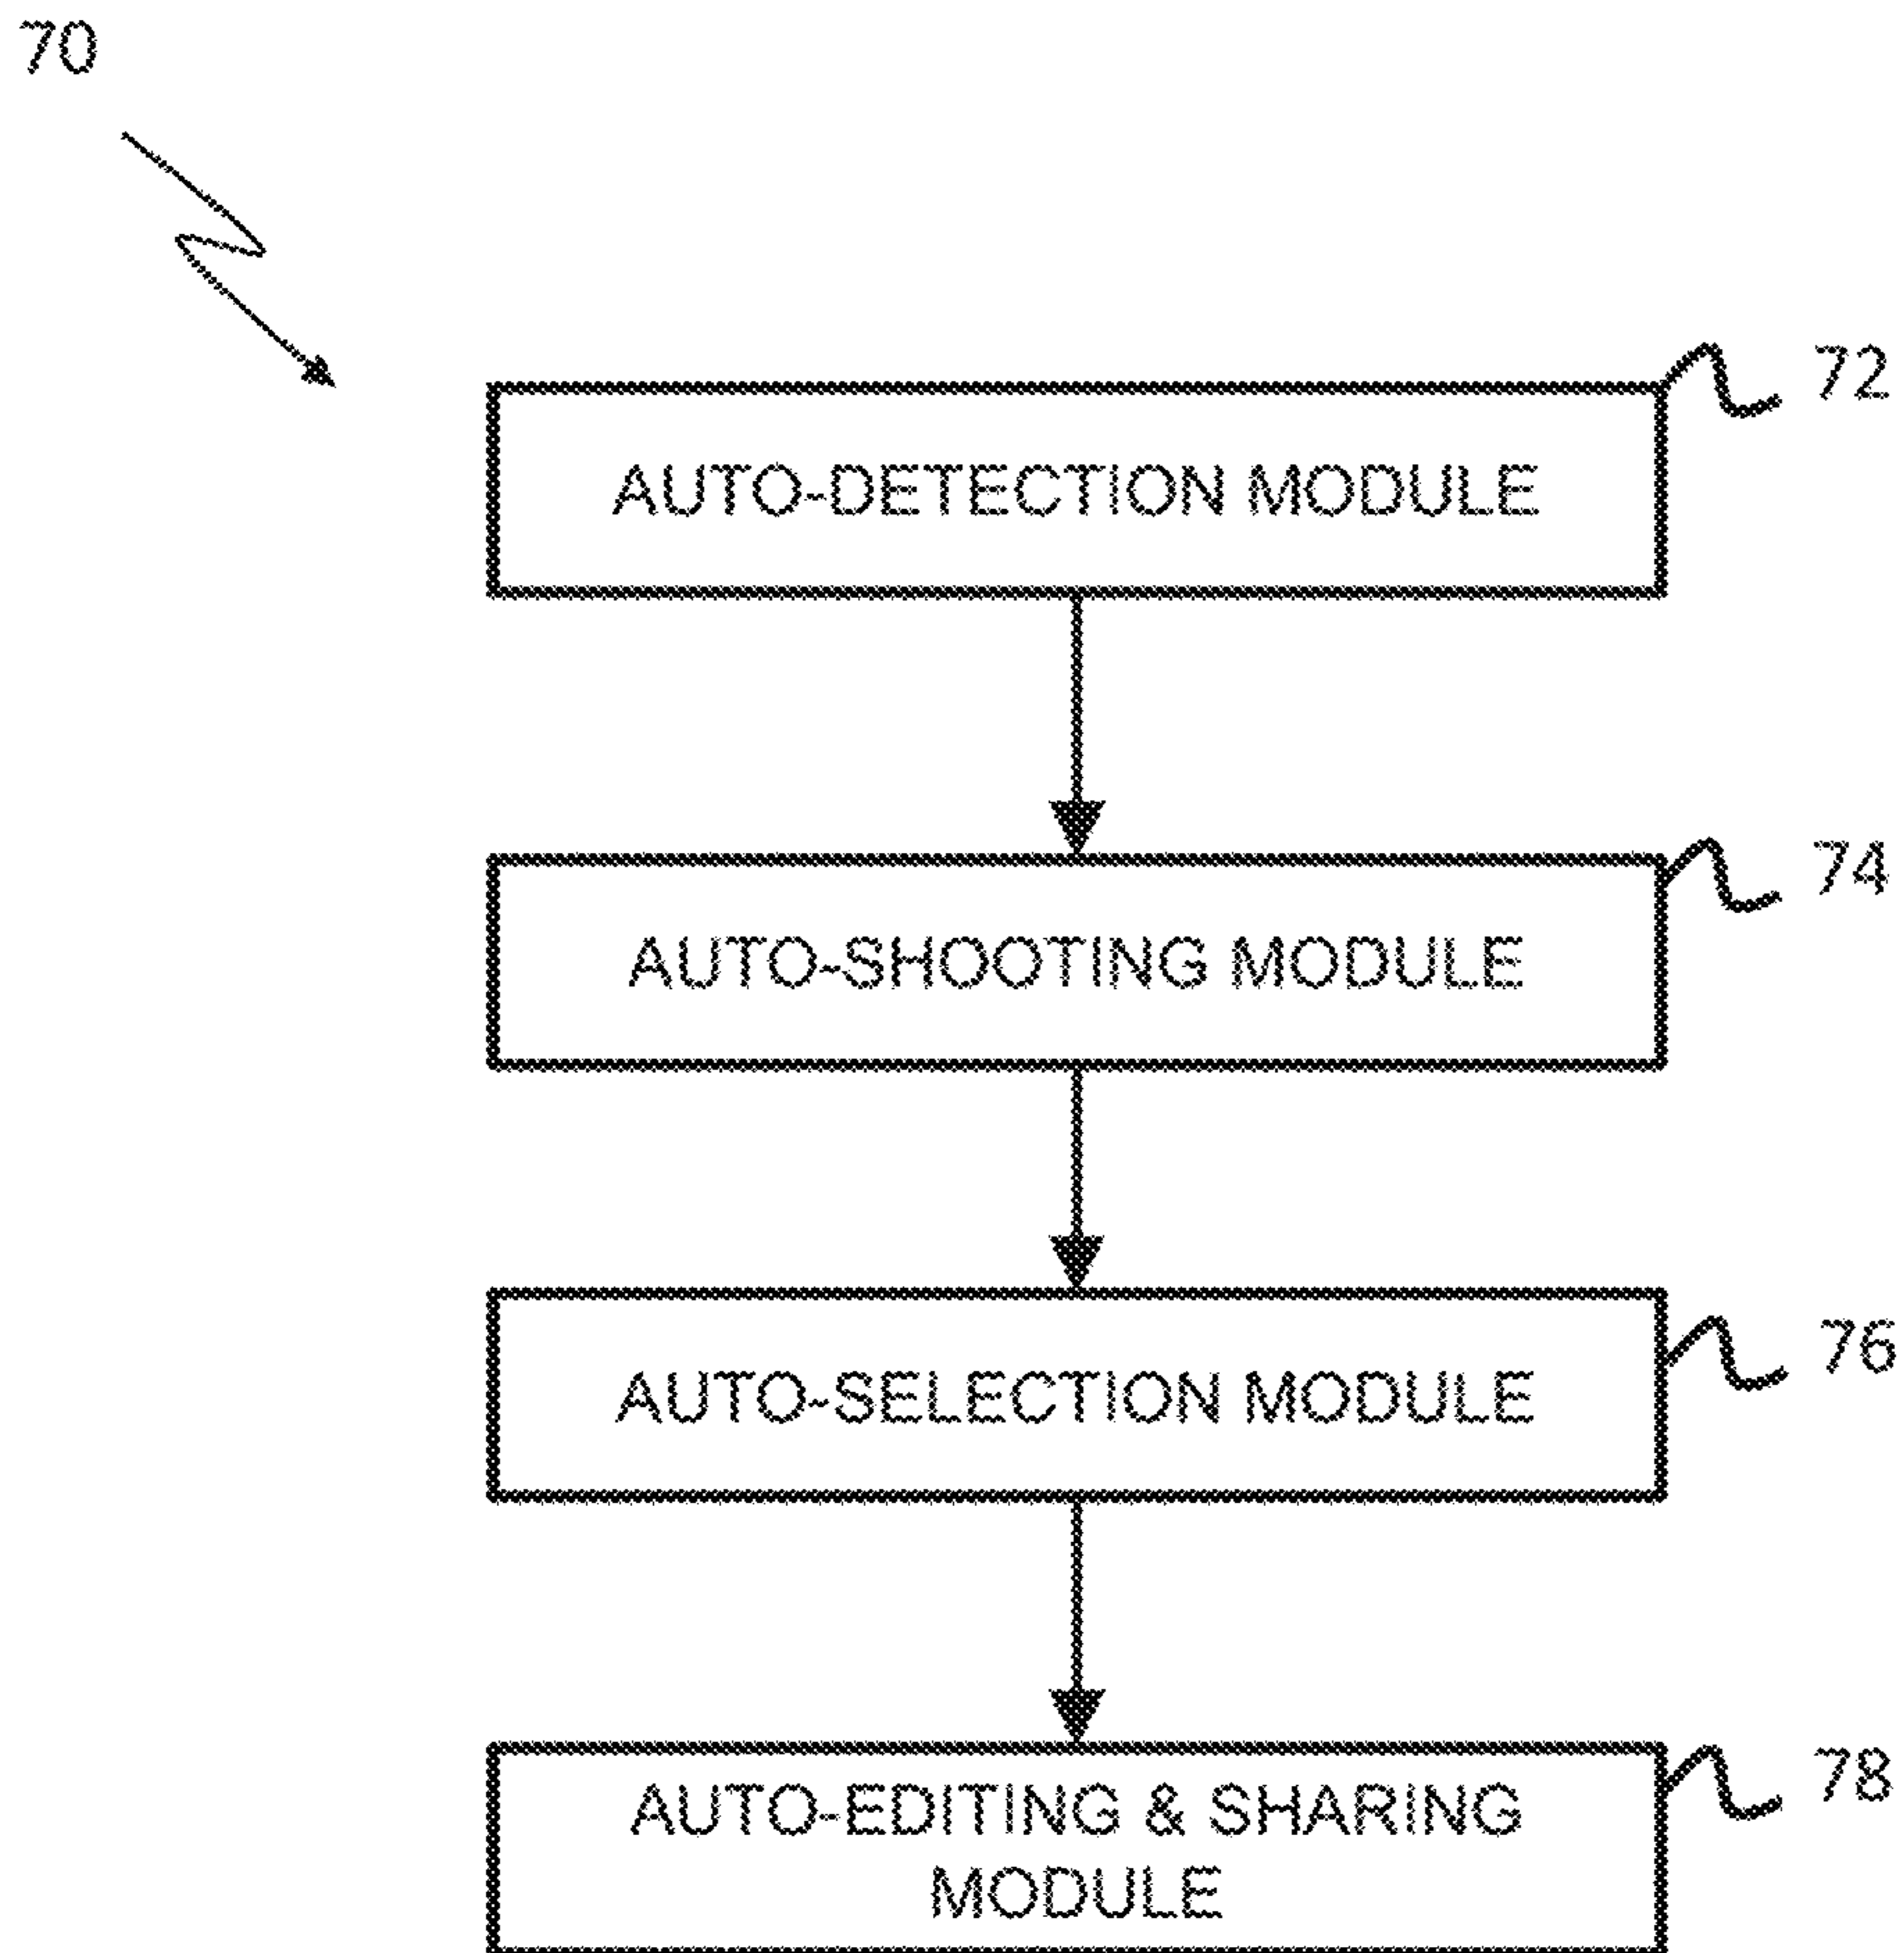 70
72
AUTO-DETECTION MODULE
74
AUTO-SHOOTING MODULE
76
AUTO-SELECTION MODULE
78
AUTO-EDITING & SHARING
MODULE